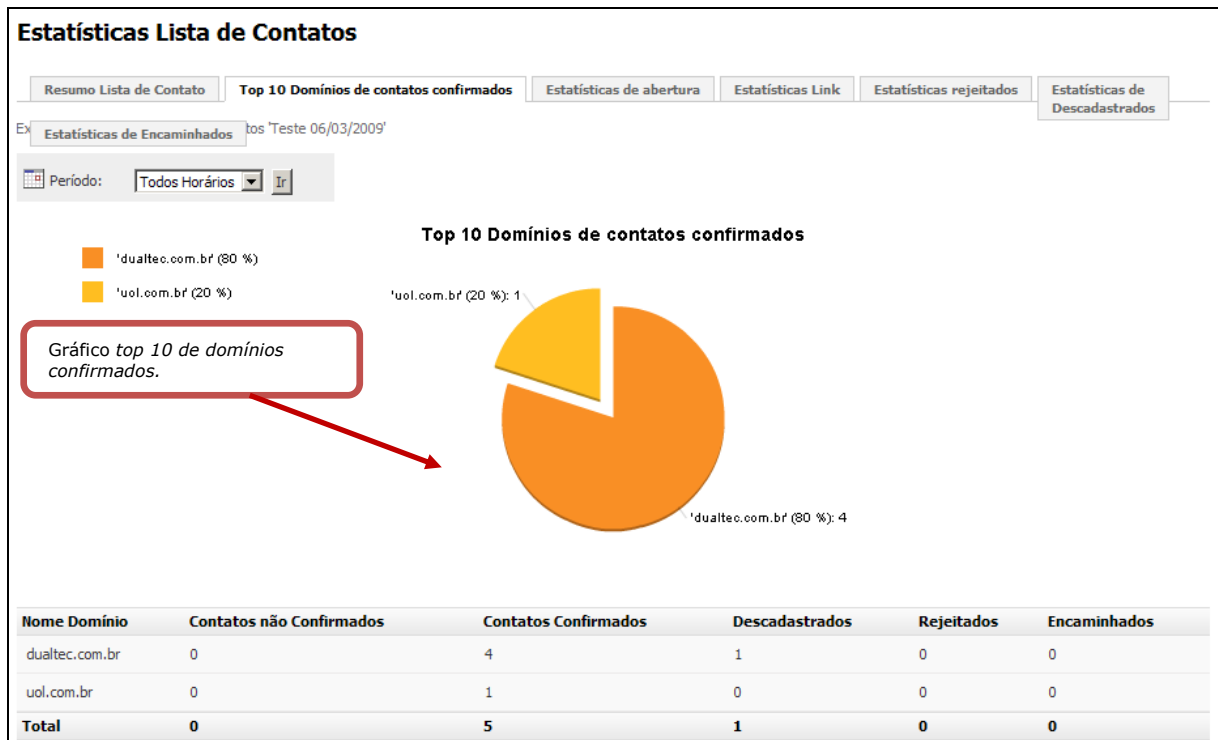 Estatísticas Lista de Contatos
Resumo Lista de Contato Top 10 Domínios de contatos confirmados Estatísticas de abertura Estatísticas Link Estatísticas rejeitados Estatísticas de
Descadastrados
Estatísticas de Encaminhados 'Teste 06/03/2009'
Período: Todos Horários Ir
Top 10 Domínios de contatos confirmados
'dualtec.com.br' (80 %)
'uol.com.br' (20 %)
'uol.com.br' (20 %): 1
Gráfico top 10 de domínios
confirmados.
'dualtec.com.br' (80 %): 4
Nome Domínio Contatos não Confirmados Contatos Confirmados Descadastrados Rejeitados Encaminhados
dualtec.com.br 0 4 1 0 0
uol.com.br 0 1 0 0 0
Total 0 5 1 0 0